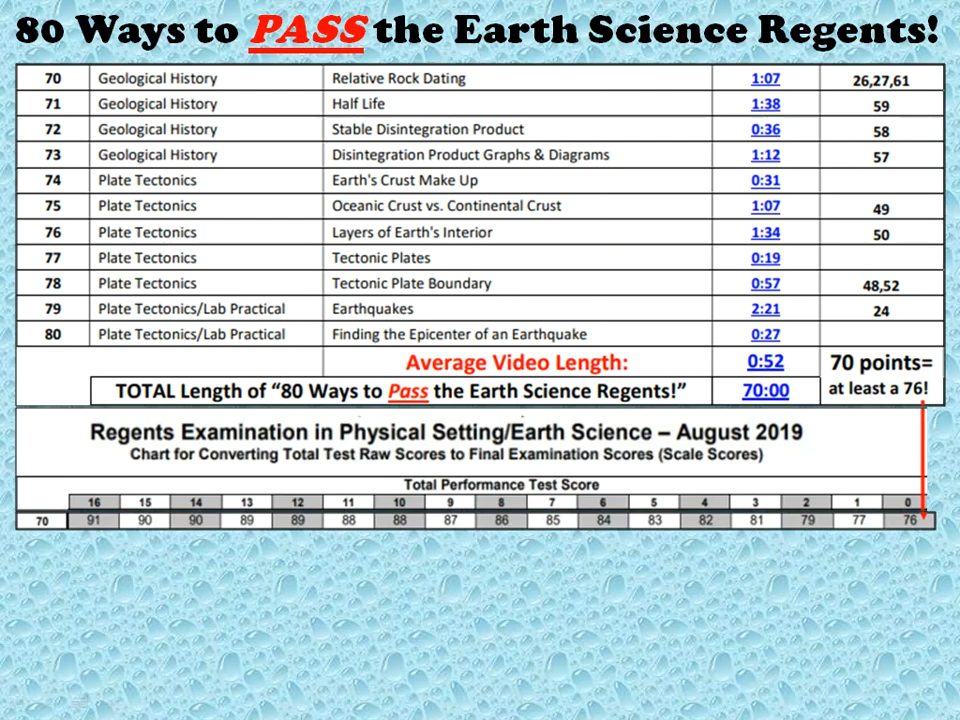 80 Ways to PASS the Earth Science Regents!
70 Geological History Relative Rock Dating 1:07 26,27,61
71 Geological History Half Life 1:38 59
72 Geological History Stable Disintegration Product 0:36 58
73 Geological History Disintegration Product Graphs & Diagrams 1:12 57
74 Plate Tectonics Earth's Crust Make Up 0:31
75 Plate Tectonics Oceanic Crust vs. Continental Crust 1:07 49
76 Plate Tectonics Layers of Earth's Interior 1:34 50
77 Plate Tectonics Tectonic Plates 0:19
78 Plate Tectonics Tectonic Plate Boundary 0:57 48,52
79 Plate Tectonics/Lab Practical Earthquakes 2:21 24
80 Plate Tectonics/Lab Practical Finding the Epicenter of an Earthquake 0:27
Average Video Length: 0:52 70 points=
TOTAL Length of “80 Ways to Pass the Earth Science Regents!” 70:00 at least a 76!
Regents Examination in Physical Setting/Earth Science – August 2019
Chart for Converting Total Test Raw Scores to Final Examination Scores (Scale Scores)
Total Performance Test Score
16 15 14 13 12 11 10 9 8 7 6 5 4 3 2 1 0
70 91 90 90 89 89 88 88 87 86 85 84 83 82 81 79 77 76